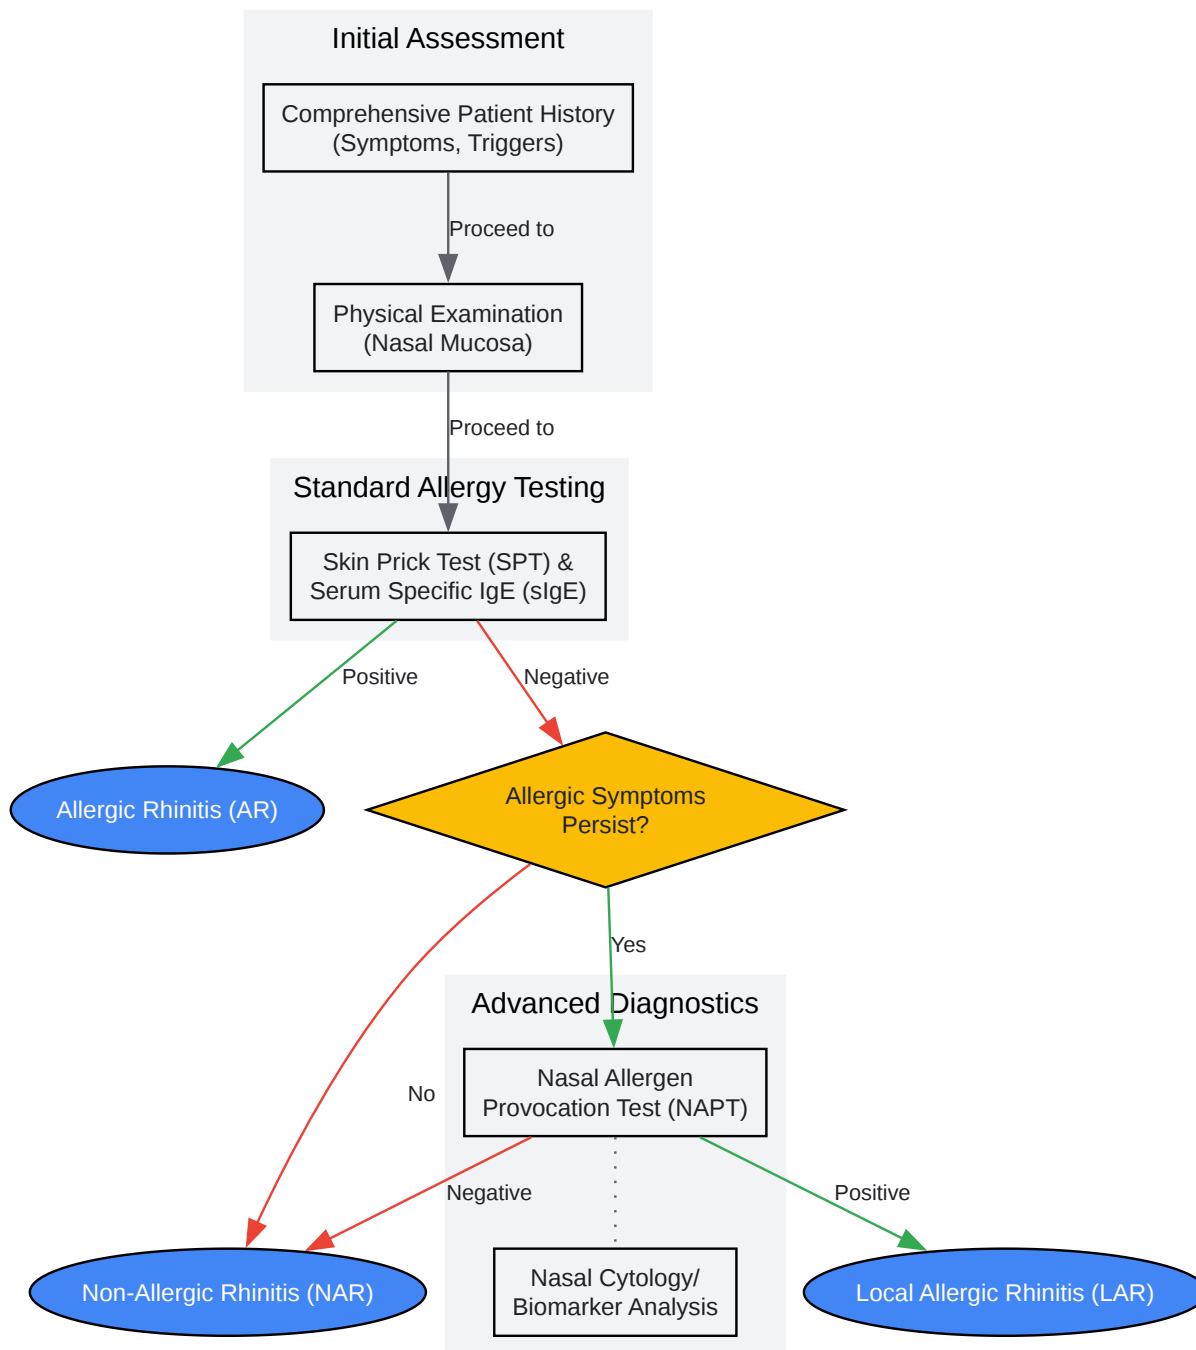 Initial Assessment
Comprehensive Patient History
(Symptoms, Triggers)
Proceed to
Physical Examination
(Nasal Mucosa)
Proceed to
Standard Allergy Testing
Skin Prick Test (SPT) &
Serum Specific IgE (sIgE)
Positive
Negative
Allergic Rhinitis (AR)
Allergic Symptoms
Persist?
Yes
Advanced Diagnostics
Nasal Allergen
Provocation Test (NAPT)
No
Negative
Positive
Non-Allergic Rhinitis (NAR)
Nasal Cytology/
Biomarker Analysis
Local Allergic Rhinitis (LAR)